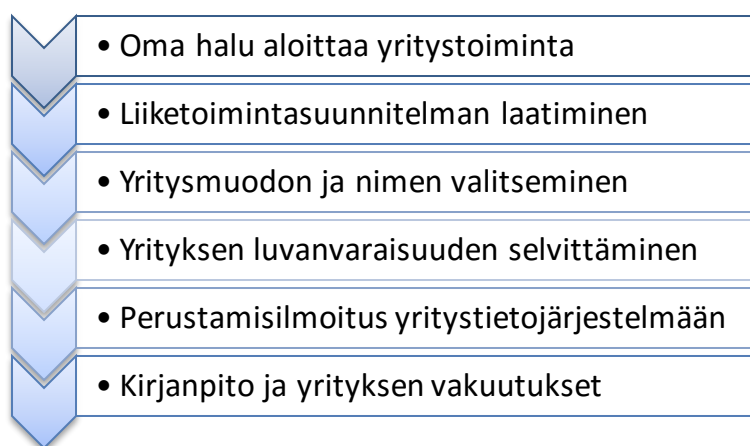 • Oma halu aloittaa yritystoiminta
• Liiketoimintasuunnitelman laatiminen
• Yritysmuodon ja nimen valitseminen
• Yrityksen luvanvaraisuuden selvittäminen
• Perustamisilmoitus yritystietojärjestelmään
• Kirjanpito ja yrityksen vakuutukset